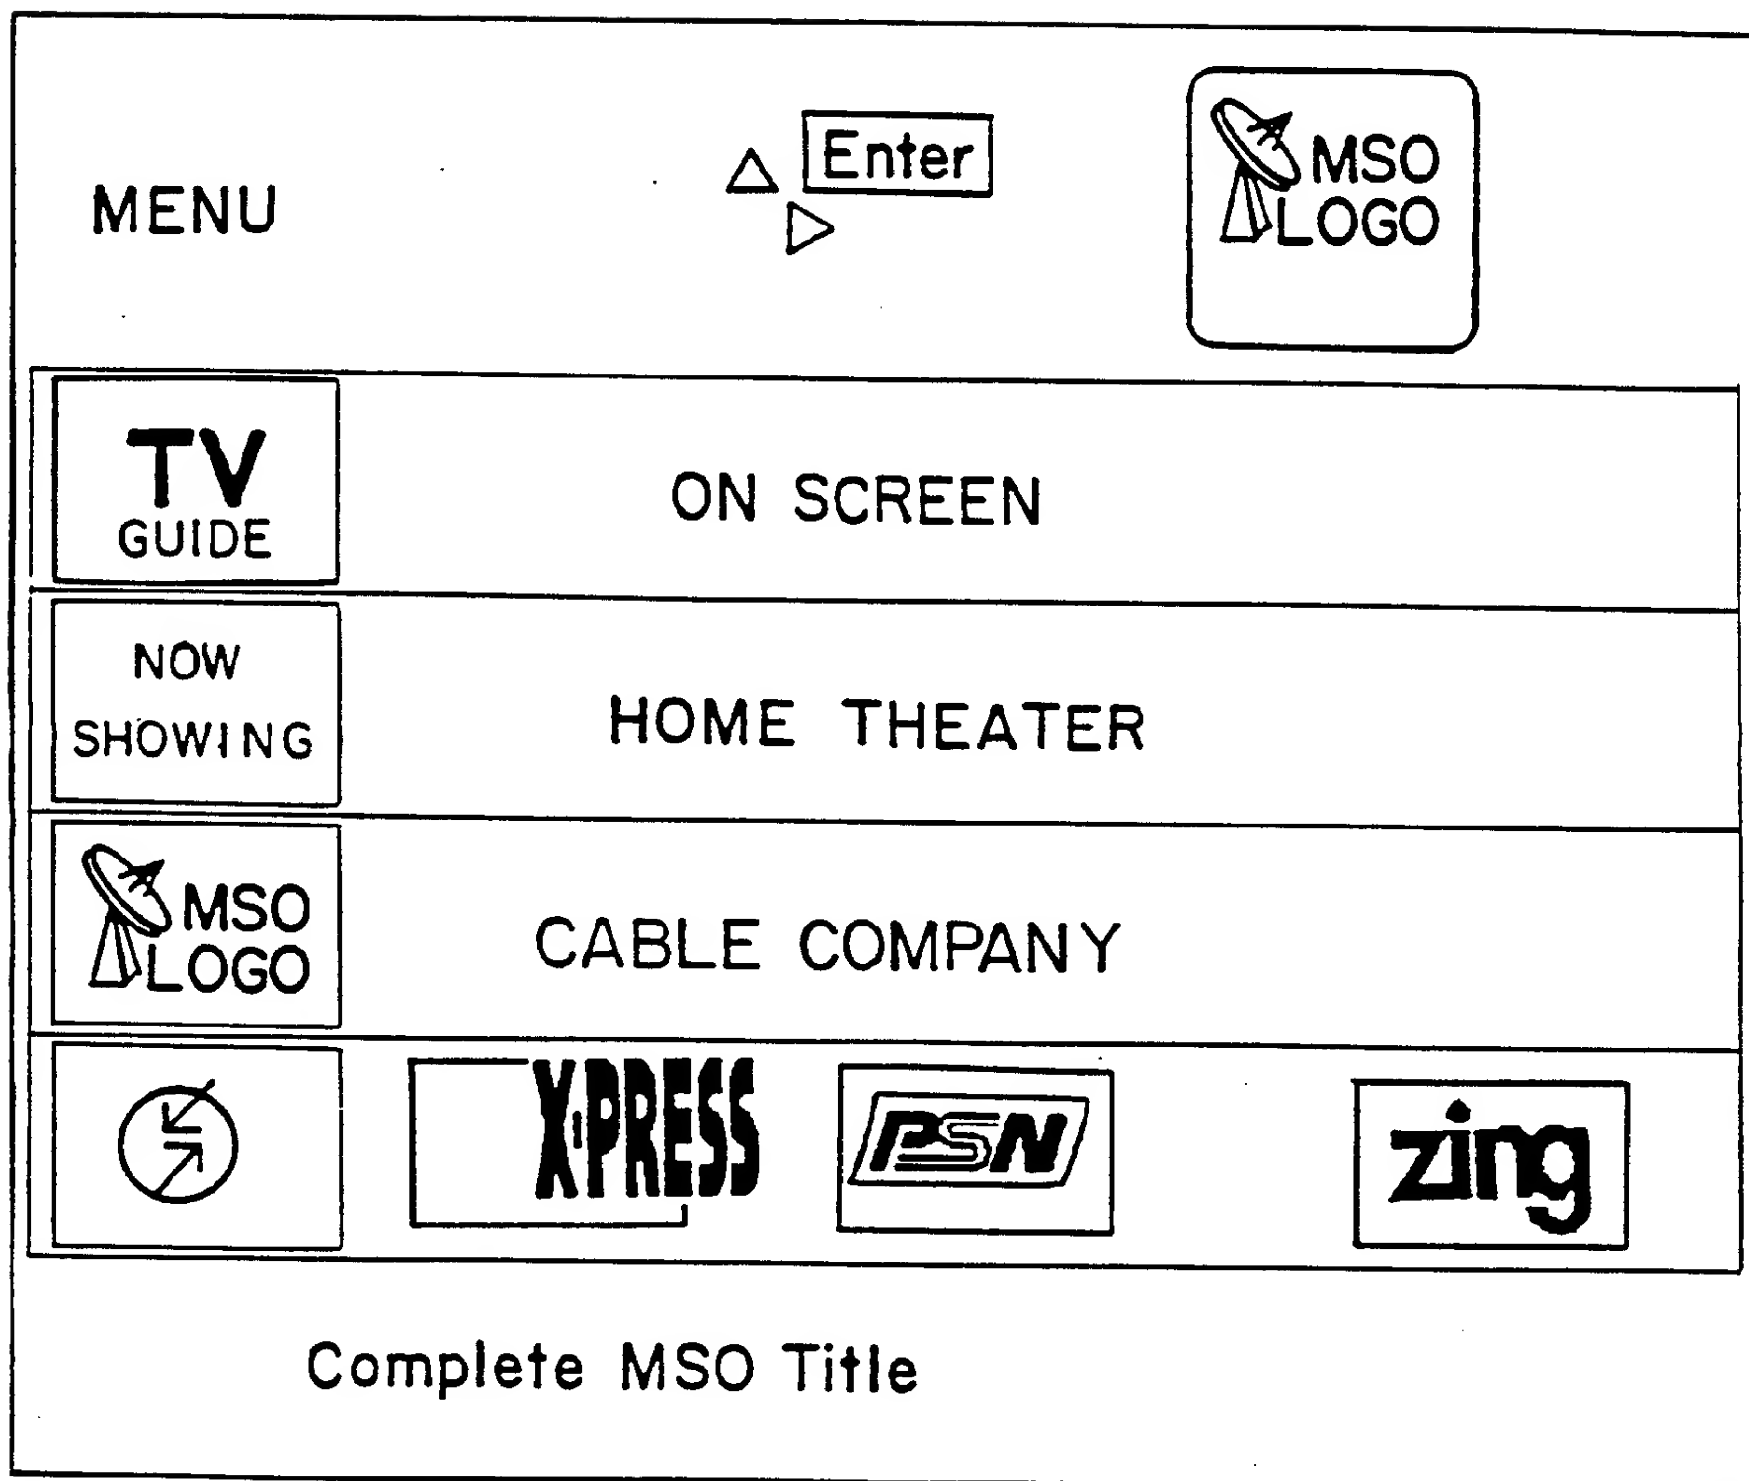 MENU
Enter
MSO
LOGO
TV
GUIDE
ON SCREEN
NOW
SHOWING
HOME THEATER
MSO
LOGO
CABLE COMPANY
X·PRESS
PSN
zing
Complete MSO Title